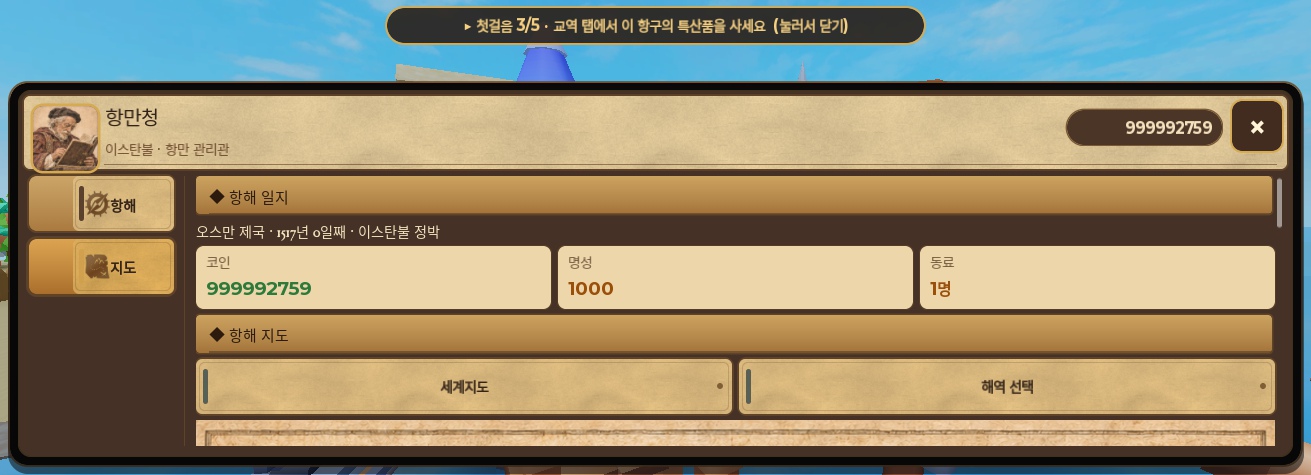 ▸ 첫걸음 3/5 · 교역 탭에서 이 항구의 특산품을 사세요 (눌러서 닫기)
항만청
이스탄불 · 항만 관리관
999992759
×
항해
지도
◆ 항해 일지
오스만 제국 · 1517년 0일째 · 이스탄불 정박
코인
999992759
명성
1000
동료
1명
◆ 항해 지도
세계지도
해역 선택